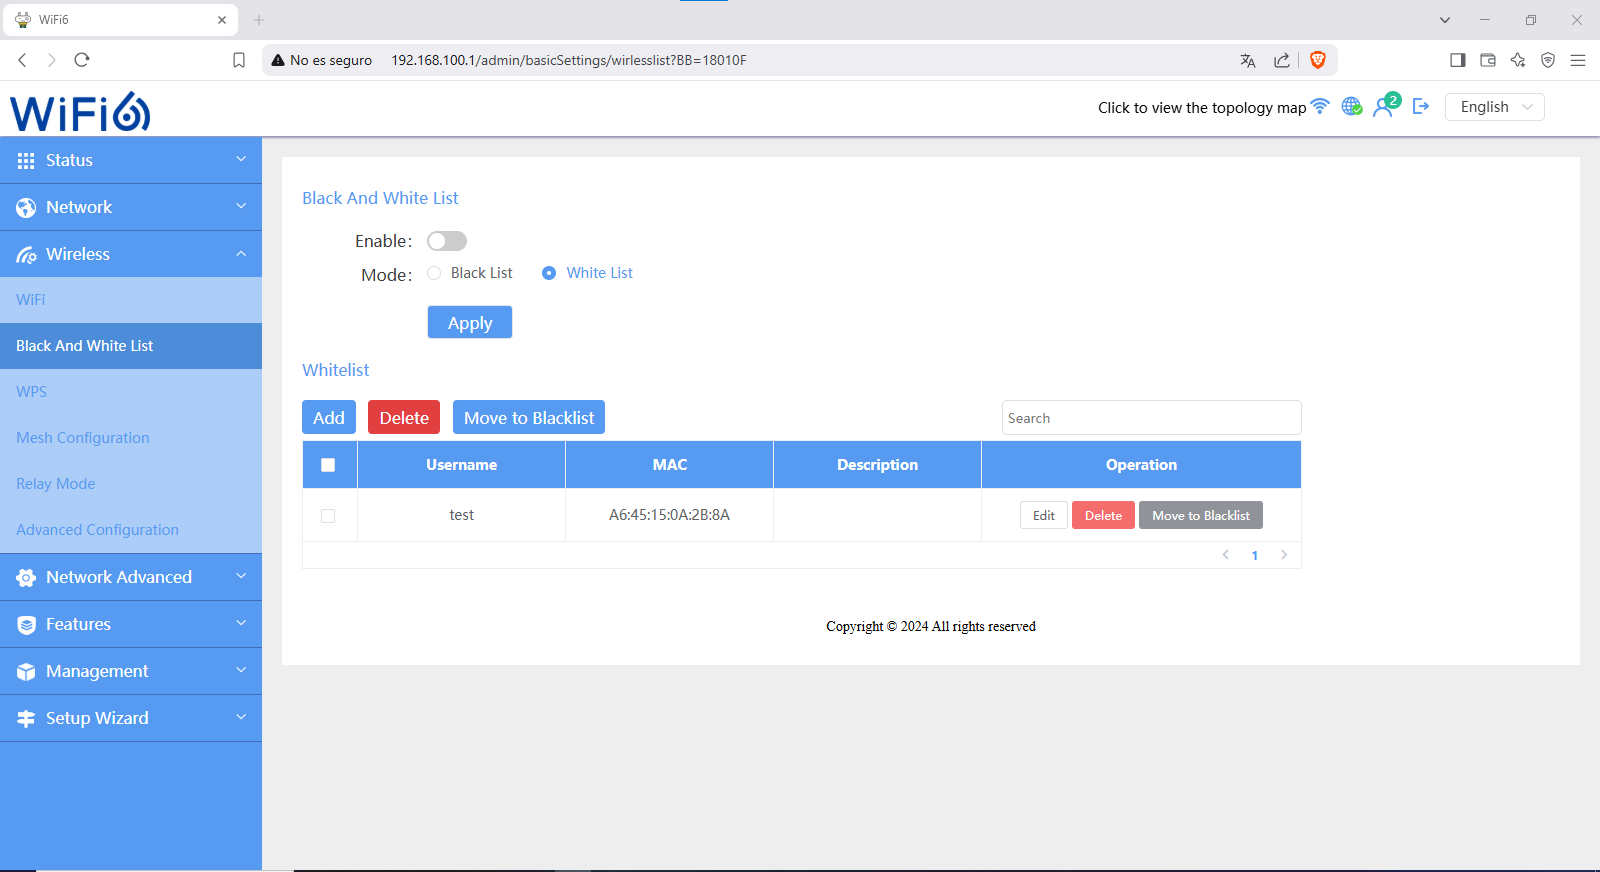 WiFi6
No es seguro 192.168.100.1/admin/basicSettings/wirlesslist?BB=18010F
WiFi6
Click to view the topology map
2
English
Status
Network
Wireless
WiFi
Black And White List
WPS
Mesh Configuration
Relay Mode
Advanced Configuration
Network Advanced
Features
Management
Setup Wizard
Black And White List
Enable:
Mode: Black List White List
Apply
Whitelist
Add Delete Move to Blacklist Search
Username MAC Description Operation
test A6:45:15:0A:2B:8A Edit Delete Move to Blacklist
1
Copyright © 2024 All rights reserved